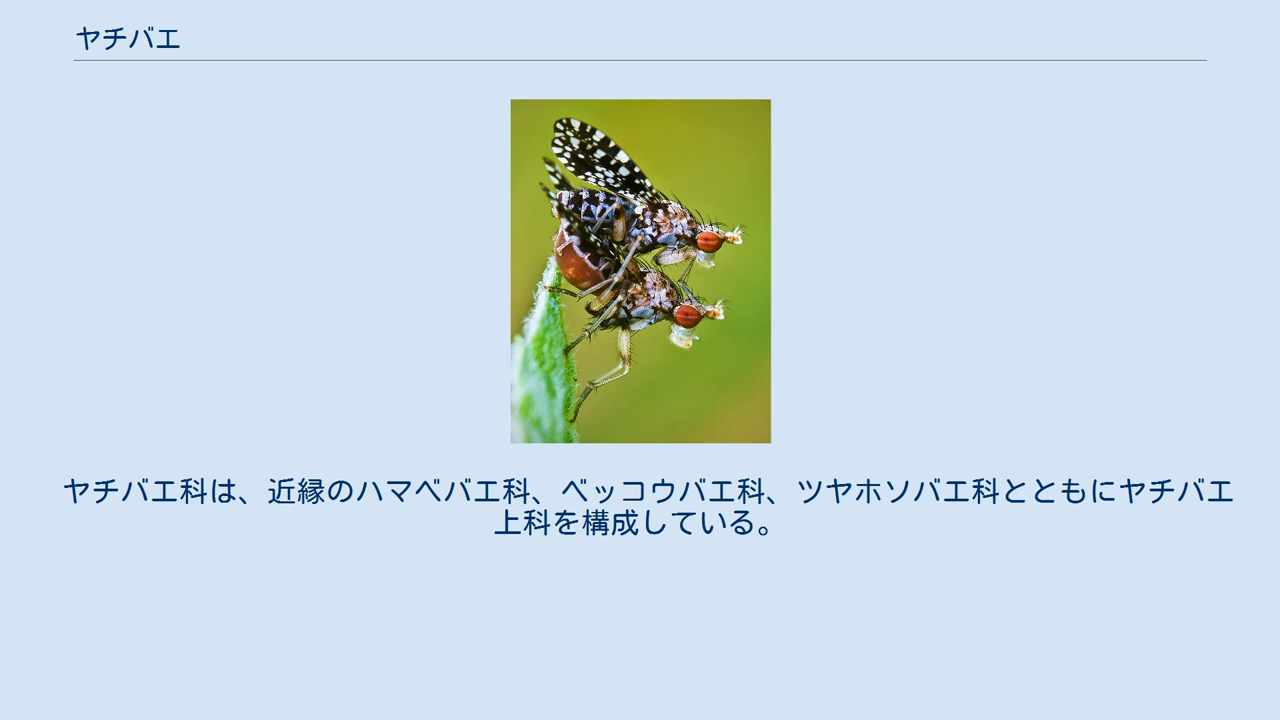 ヤチバエ
ヤチバエ科は、近縁のハマベバエ科、ベッコウバエ科、ツヤホソバエ科とともにヤチバエ
上科を構成している。